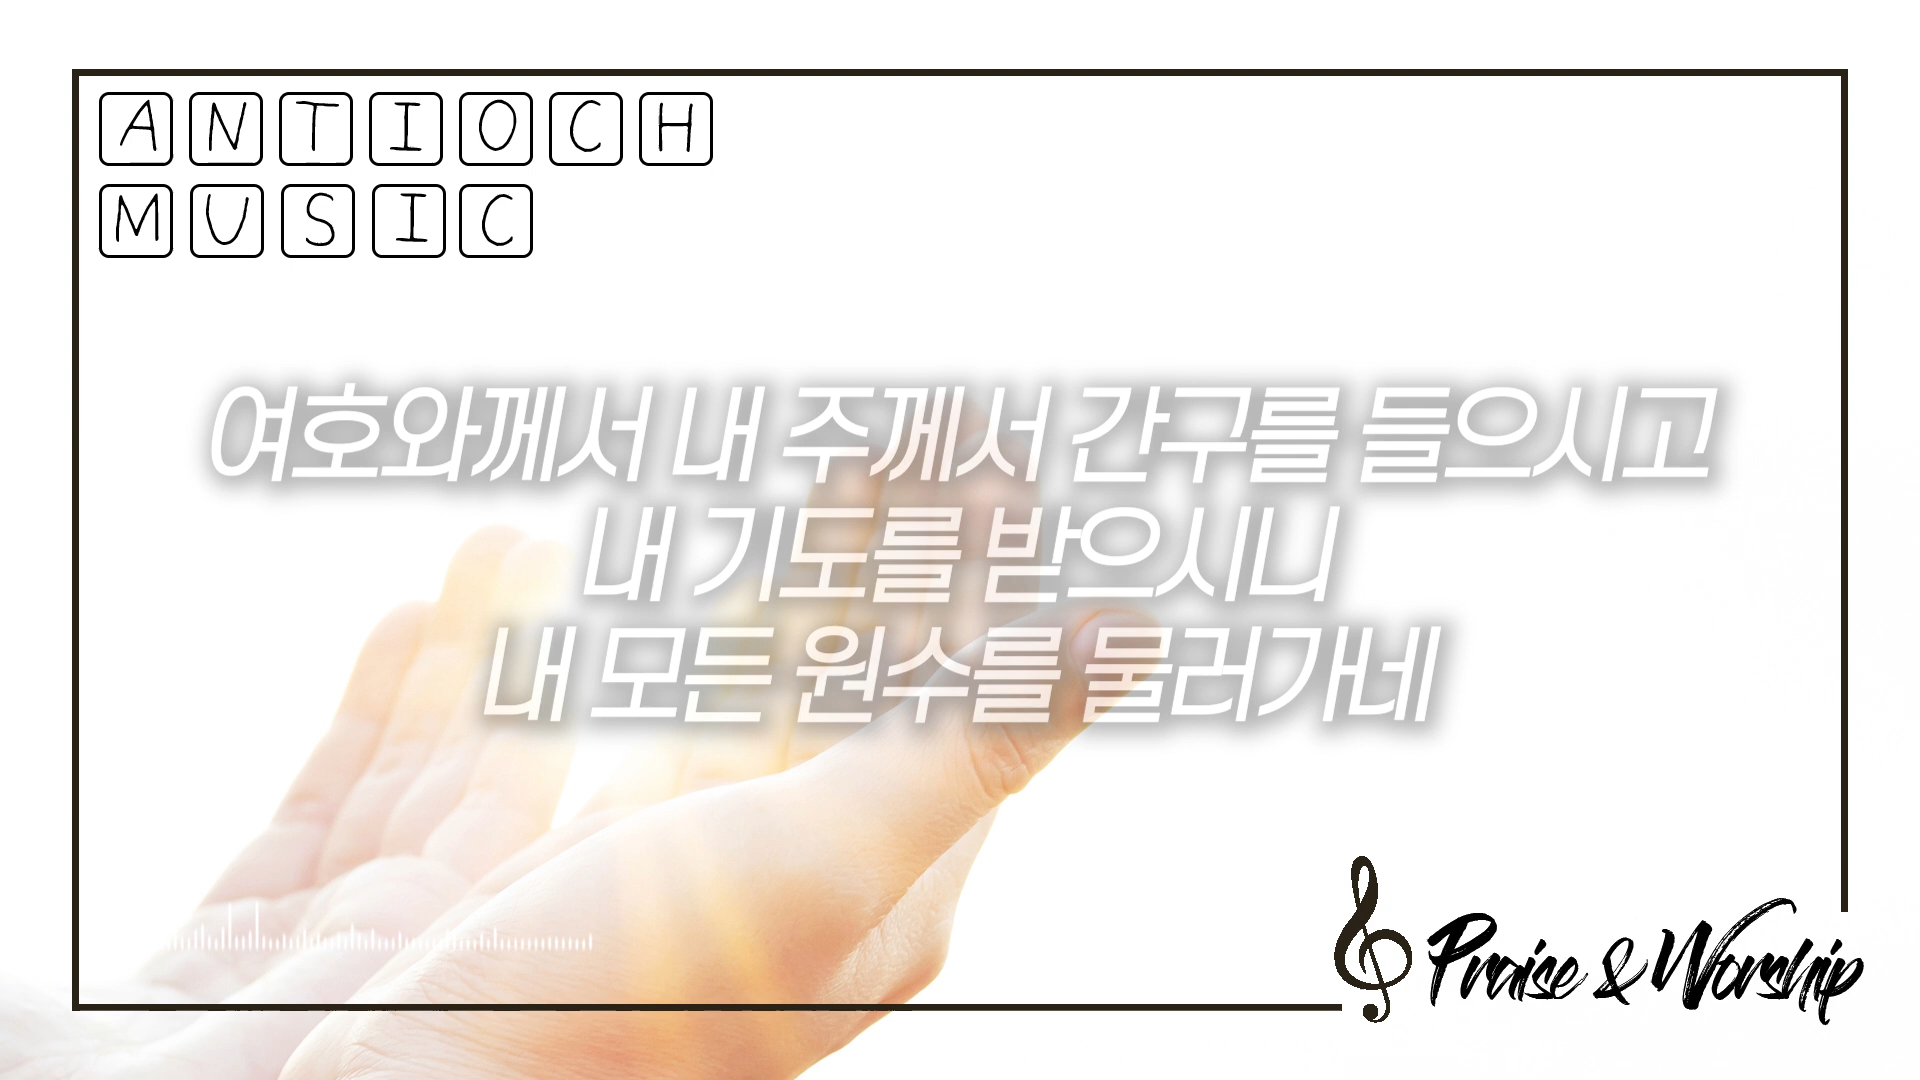 ANTIOCH
MUSIC
여호와께서 내 주께서 간구를 들으시고
내 기도를 받으시니
내 모든 원수를 물러가네
Praise & Worship